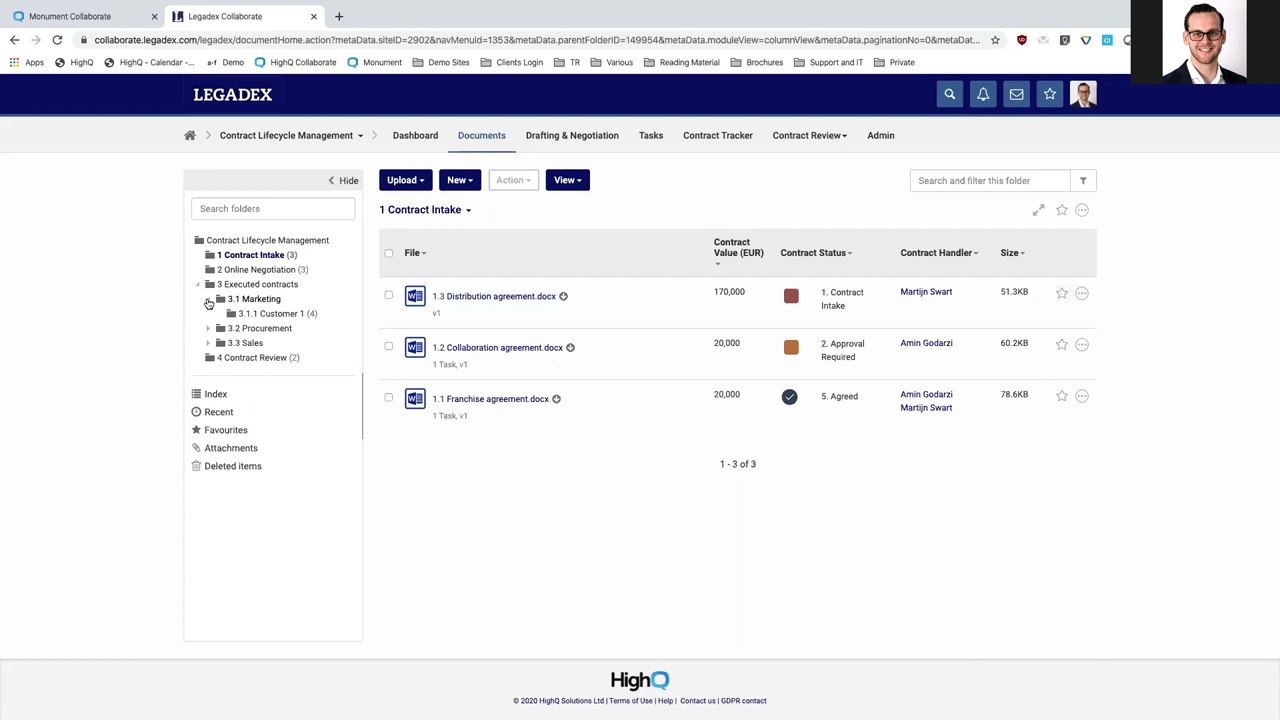 Monument Collaborate
Legadex Collaborate
collaborate.legadex.com/legadex/documentHome.action?metaData.siteID=2902&navMenuId=1353&metaData.parentFolderID=149954&metaData.moduleView=columnView&metaData.paginationNo=0&metaDat...
Apps HighQ HighQ - Calendar -... Demo HighQ Collaborate Monument Demo Sites Clients Login TR Various Reading Material Brochures Support and IT Private
LEGADEX
Contract Lifecycle Management Dashboard Documents Drafting & Negotiation Tasks Contract Tracker Contract Review Admin
Hide
Search folders
Contract Lifecycle Management
1 Contract Intake (3)
2 Online Negotiation (3)
3 Executed contracts
3.1 Marketing
3.1.1 Customer 1 (4)
3.2 Procurement
3.3 Sales
4 Contract Review (2)
Index
Recent
Favourites
Attachments
Deleted items
Upload New Action View
Search and filter this folder
1 Contract Intake
File Contract Value (EUR) Contract Status Contract Handler Size
1.3 Distribution agreement.docx 170,000 1. Contract Intake Martijn Swart 51.3KB
v1
1.2 Collaboration agreement.docx 20,000 2. Approval Required Amin Godarzi 60.2KB
1 Task, v1
1.1 Franchise agreement.docx 20,000 5. Agreed Amin Godarzi Martijn Swart 78.6KB
1 Task, v1
1 - 3 of 3
HighQ
© 2020 HighQ Solutions Ltd | Terms of Use | Help | Contact us | GDPR contact